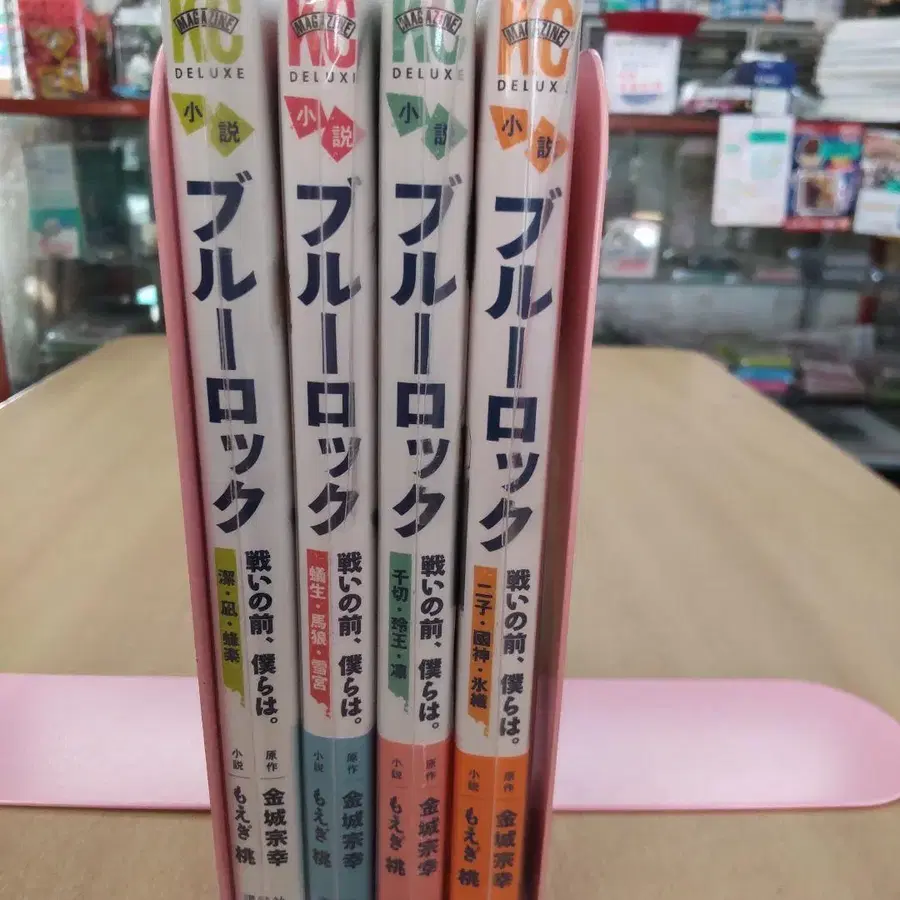 KC
MAGAZINE
DELUXE
小説
ブルーロック
戦いの前、僕らは。
潔・凪・蜂楽
原作
金城宗幸
小説
もえぎ桃
KC
MAGAZINE
DELUXE
小説
ブルーロック
戦いの前、僕らは。
蟻生・馬狼・雪宮
原作
金城宗幸
小説
もえぎ桃
KC
MAGAZINE
DELUXE
小説
ブルーロック
戦いの前、僕らは。
千切・玲王・凛
原作
金城宗幸
小説
もえぎ桃
KC
MAGAZINE
DELUXE
小説
ブルーロック
戦いの前、僕らは。
二子・國神・氷織
原作
金城宗幸
小説
もえぎ桃